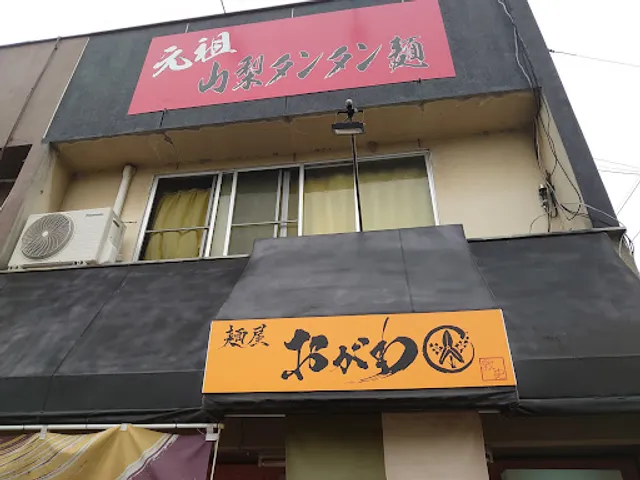 元祖
山梨タンタン麺
麺屋 おがわ